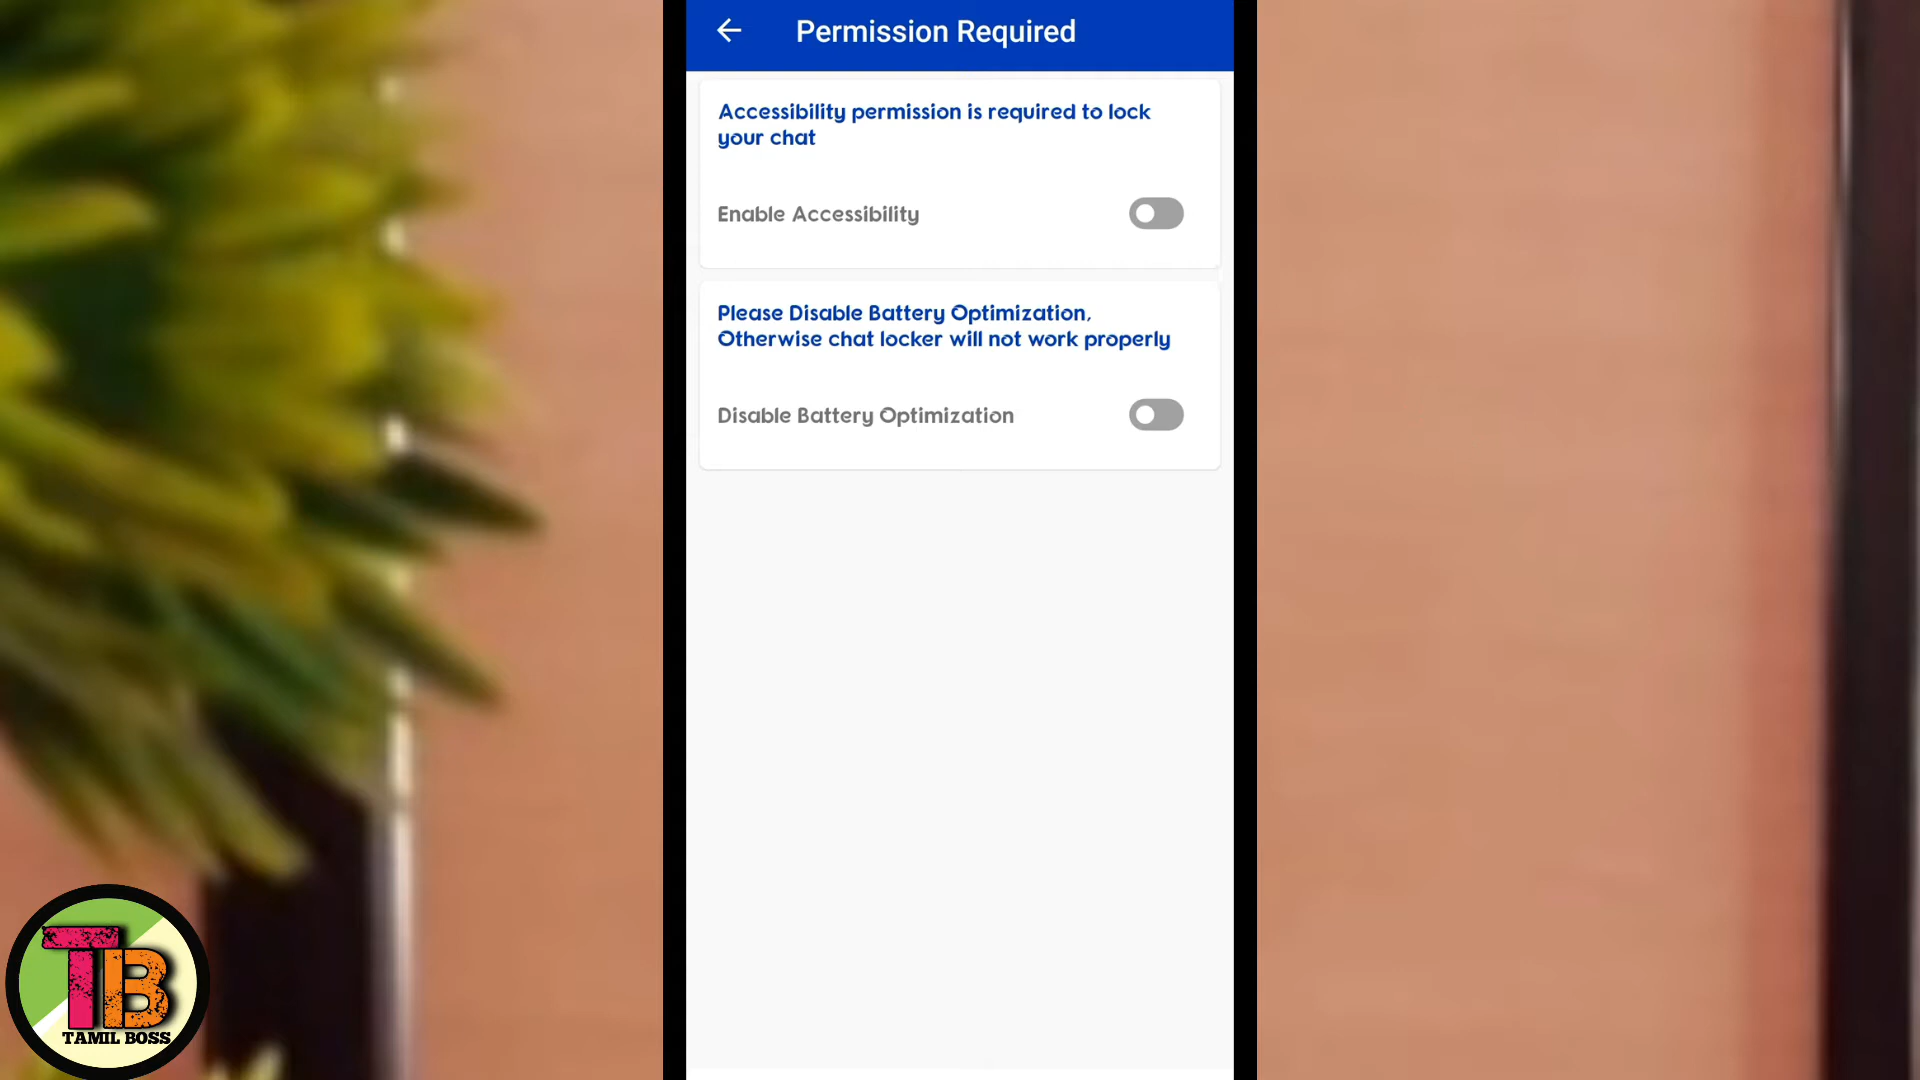 Permission Required
Accessibility permission is required to lock
your chat
Enable Accessibility
Please Disable Battery Optimization,
Otherwise chat locker will not work properly
Disable Battery Optimization
TB
TAMIL BOSS